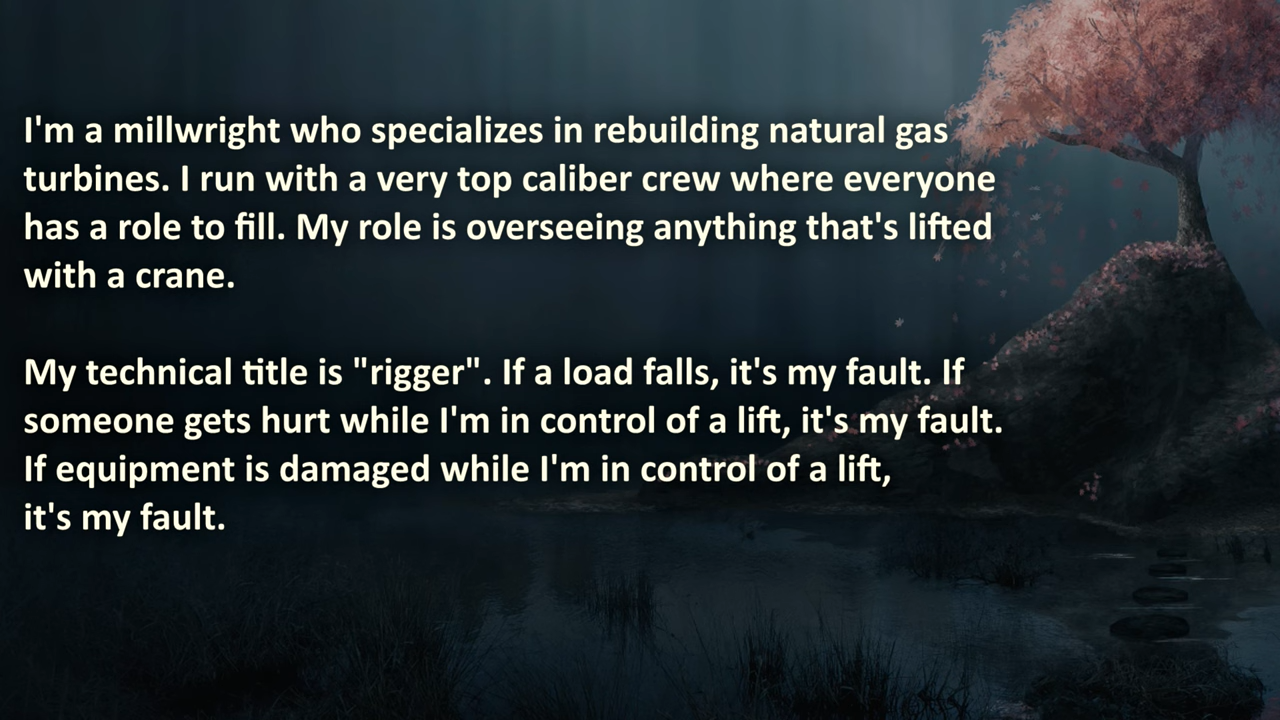 I'm a millwright who specializes in rebuilding natural gas
turbines. I run with a very top caliber crew where everyone
has a role to fill. My role is overseeing anything that's lifted
with a crane.
My technical title is "rigger". If a load falls, it's my fault. If
someone gets hurt while I'm in control of a lift, it's my fault.
If equipment is damaged while I'm in control of a lift,
it's my fault.